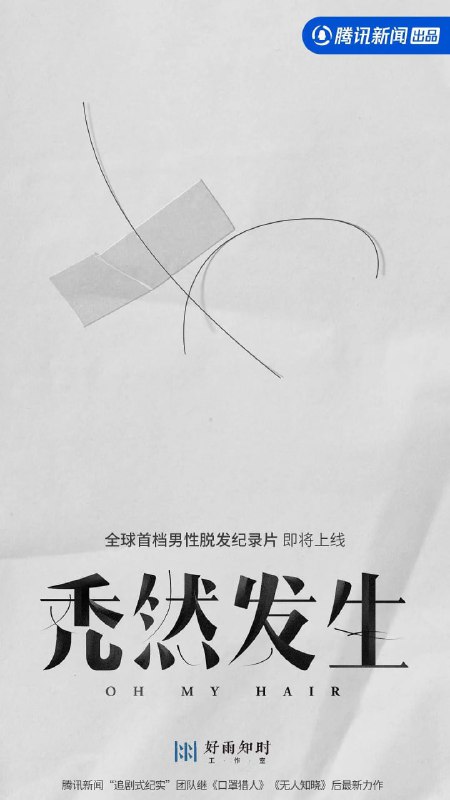 腾讯新闻 出品
全球首档男性脱发纪录片 即将上线
秃然发生
OH MY HAIR
好雨知时
工·作·室
腾讯新闻“追剧式纪实”团队继《口罩猎人》《无人知晓》后最新力作